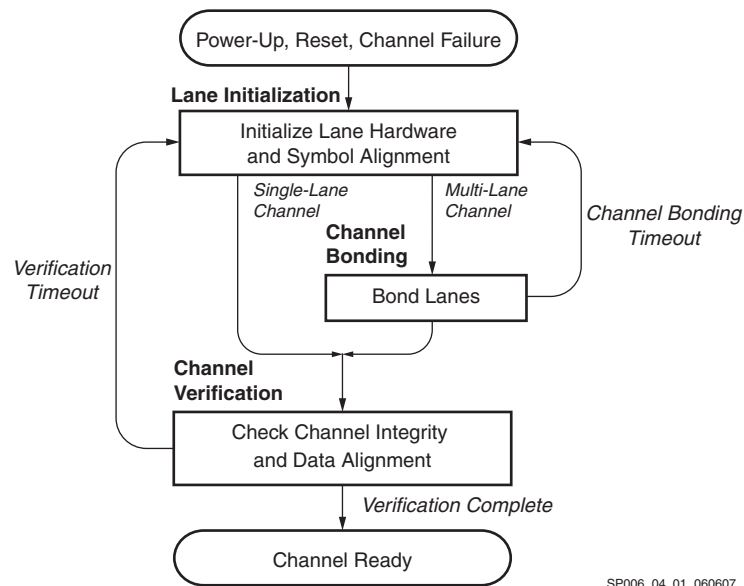 Power-Up, Reset, Channel Failure
Lane Initialization
Initialize Lane Hardware
and Symbol Alignment
Single-Lane
Channel
Multi-Lane
Channel
Channel Bonding
Timeout
Channel
Bonding
Verification
Timeout
Bond Lanes
Channel
Verification
Check Channel Integrity
and Data Alignment
Verification Complete
Channel Ready
SP006_04_01_060607